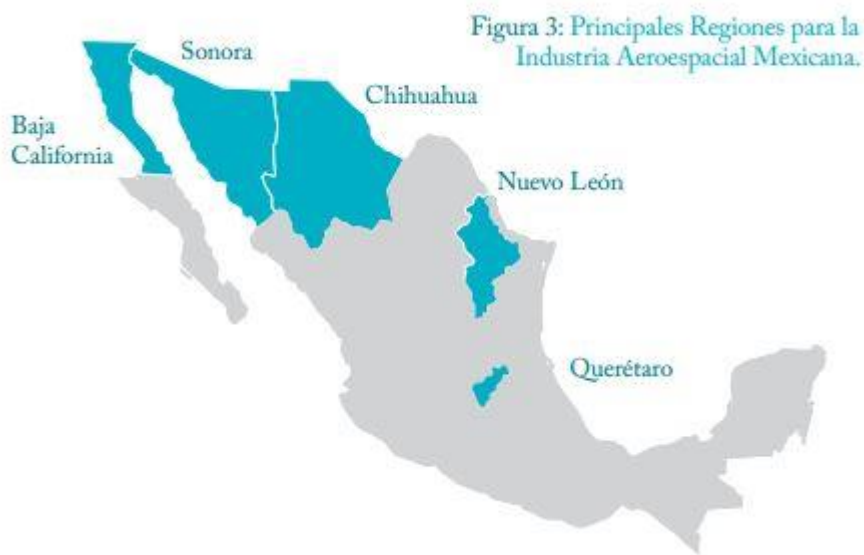 Figura 3: Principales Regiones para la
Industria Aeroespacial Mexicana.
Sonora
Chihuahua
Baja
California
Nuevo León
Querétaro